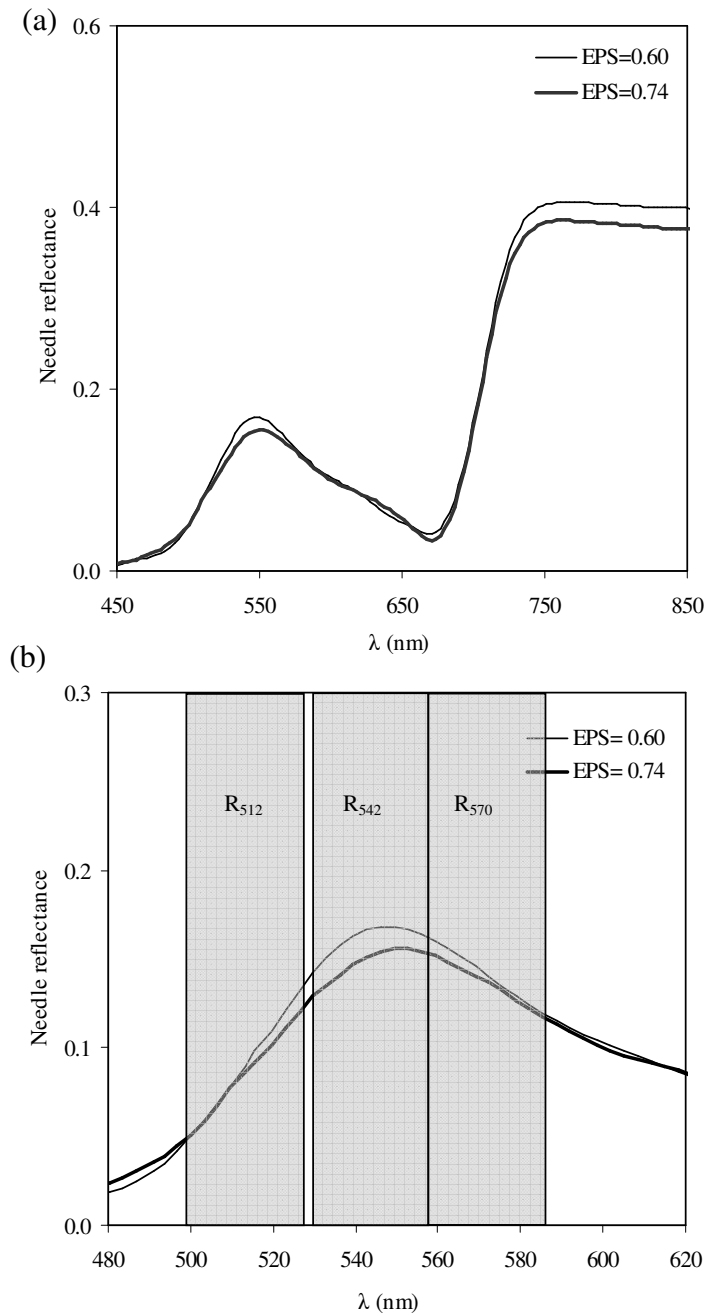 (a)
0.6
EPS=0.60
EPS=0.74
0.4
Needle reflectance
0.2
0.0
450 550 650 750 850
λ (nm)
(b)
0.3
EPS= 0.60
EPS= 0.74
R512 R542 R570
0.2
Needle reflectance
0.1
0.0
480 500 520 540 560 580 600 620
λ (nm)